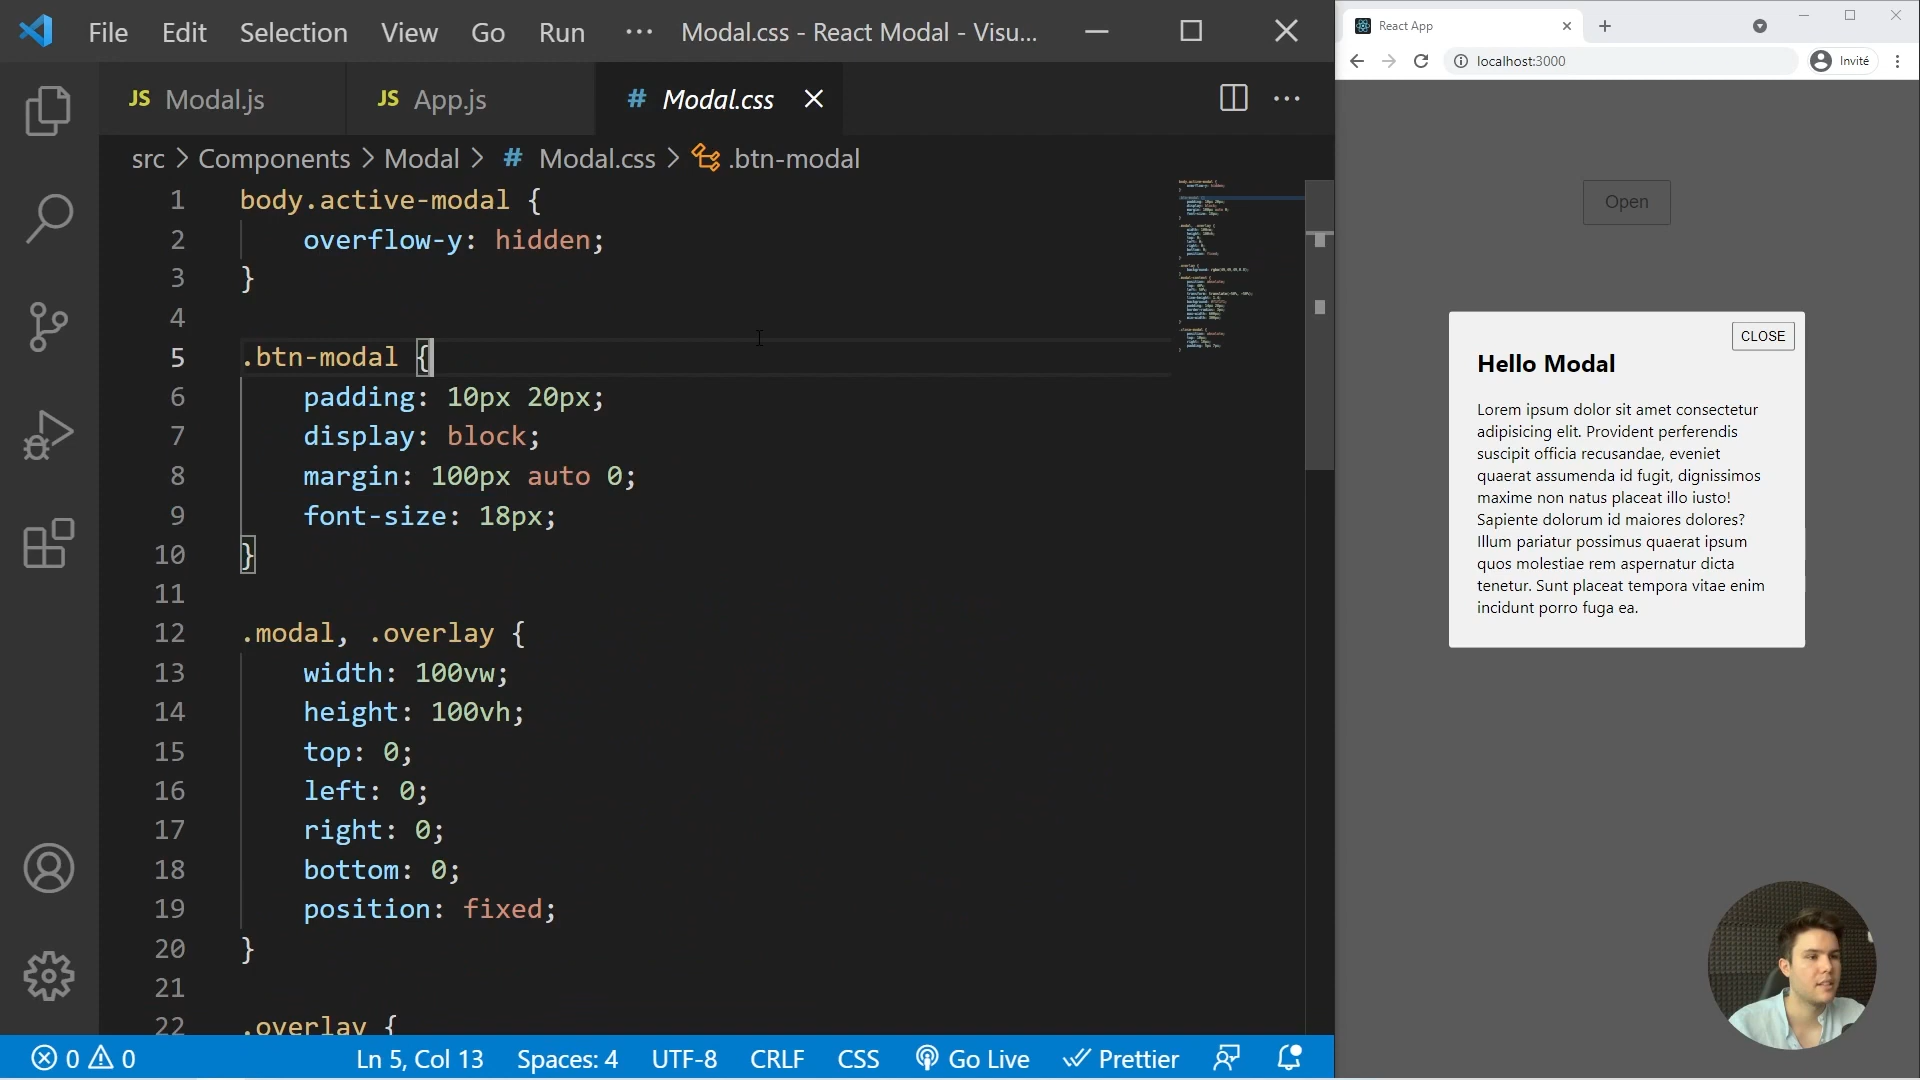 File Edit Selection View Go Run ··· Modal.css - React Modal - Visu...
JS Modal.js JS App.js # Modal.css
src > Components > Modal > # Modal.css > .btn-modal
1 body.active-modal {
2 overflow-y: hidden;
3 }
4
5 .btn-modal {
6 padding: 10px 20px;
7 display: block;
8 margin: 100px auto 0;
9 font-size: 18px;
10 }
11
12 .modal, .overlay {
13 width: 100vw;
14 height: 100vh;
15 top: 0;
16 left: 0;
17 right: 0;
18 bottom: 0;
19 position: fixed;
20 }
21
22 .overlay {
0 0 Ln 5, Col 13 Spaces: 4 UTF-8 CRLF CSS Go Live Prettier
React App
localhost:3000 Invité
Open
CLOSE
Hello Modal
Lorem ipsum dolor sit amet consectetur
adipisicing elit. Provident perferendis
suscipit officia recusandae, eveniet
quaerat assumenda id fugit, dignissimos
maxime non natus placeat illo iusto!
Sapiente dolorum id maiores dolores?
Illum pariatur possimus quaerat ipsum
quos molestiae rem aspernatur dicta
tenetur. Sunt placeat tempora vitae enim
incidunt porro fuga ea.